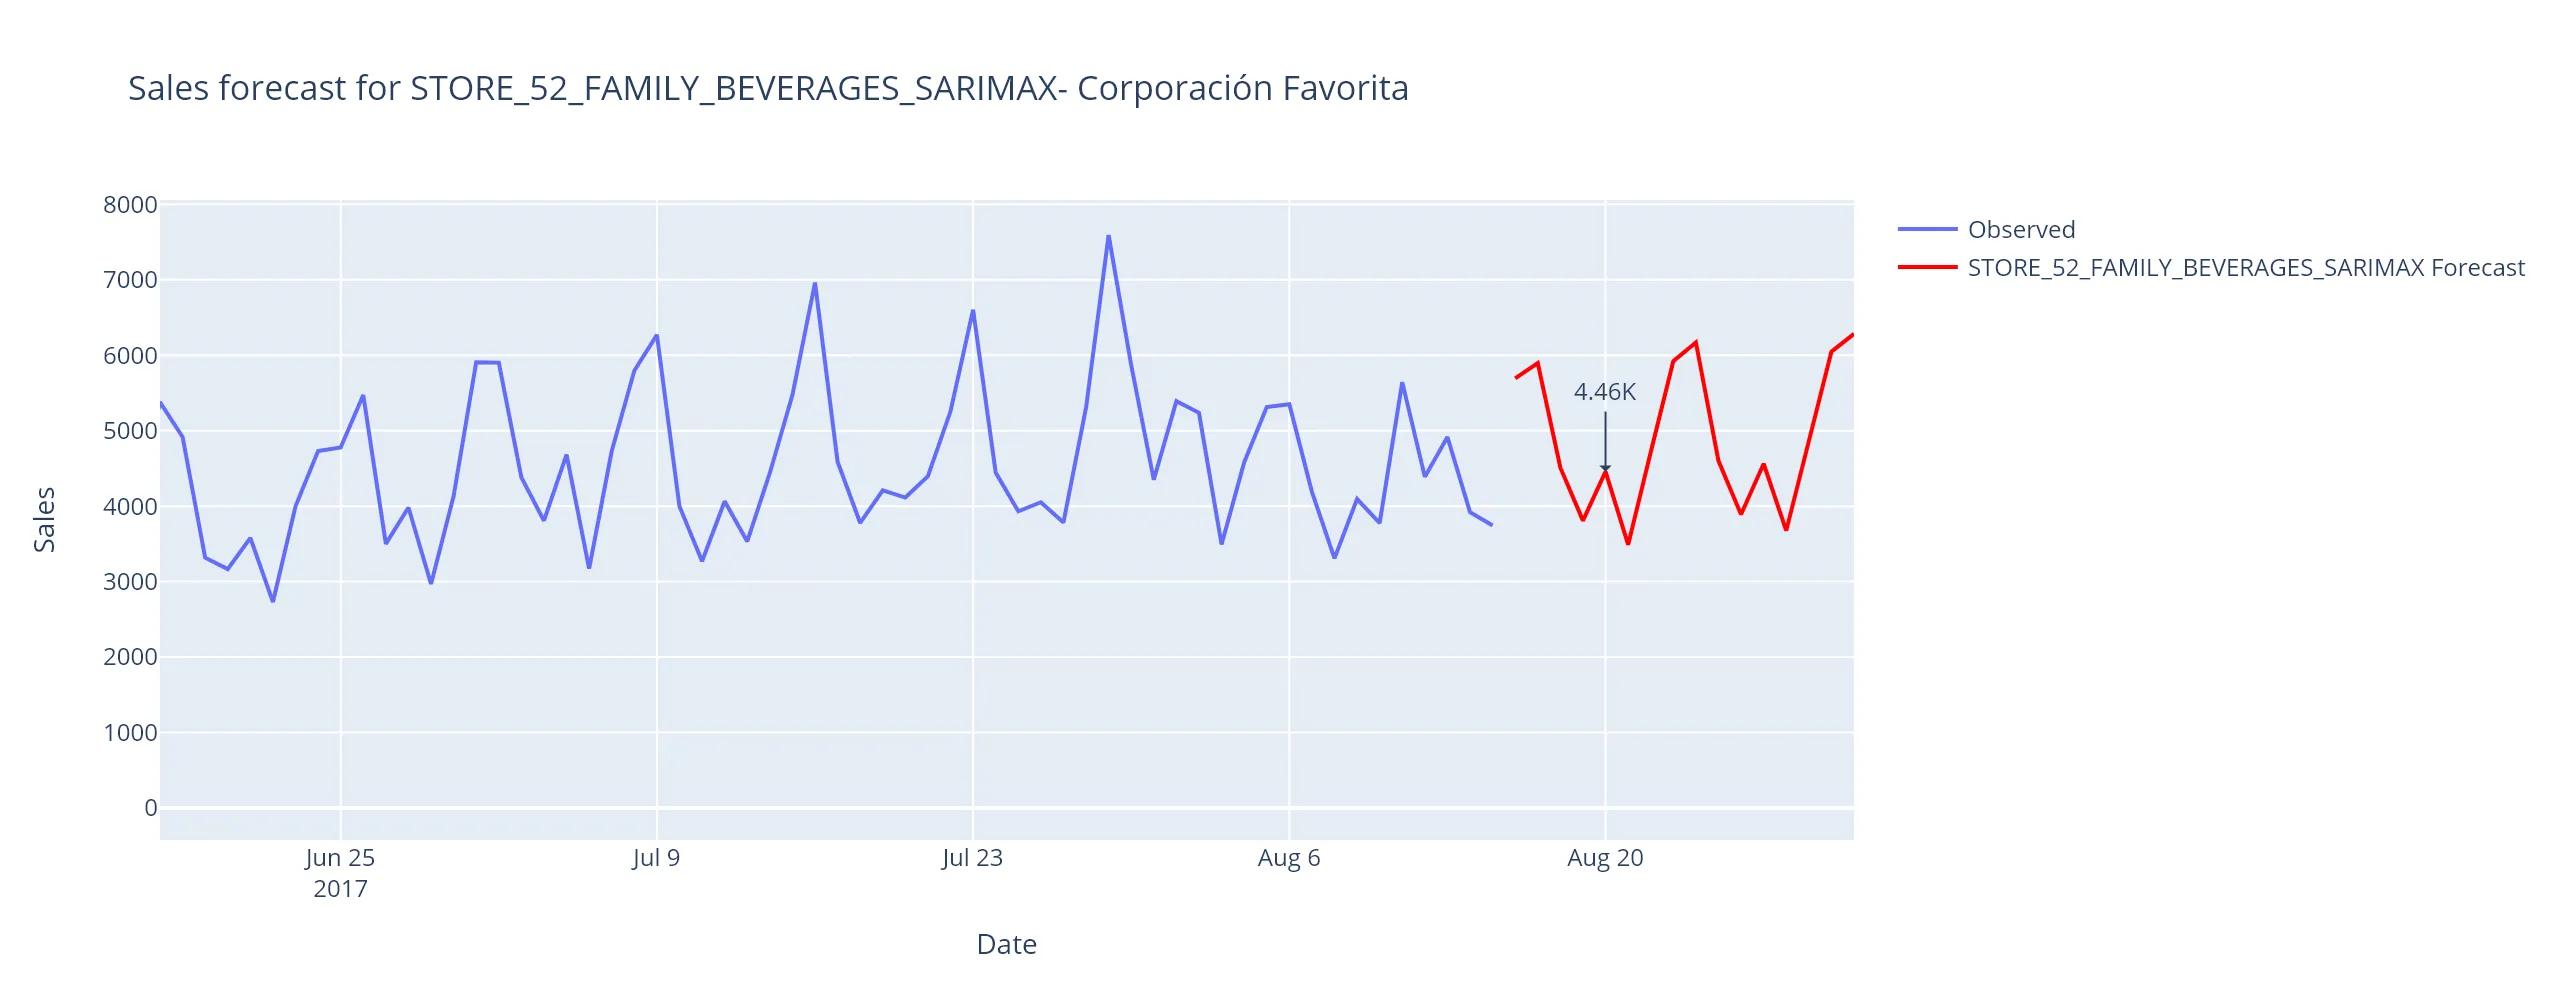 Sales forecast for STORE_52_FAMILY_BEVERAGES_SARIMAX- Corporación Favorita
8000
7000
6000
5000
4000
3000
2000
1000
0
Sales
4.46K
Jun 25
2017
Jul 9
Jul 23
Aug 6
Aug 20
Date
Observed
STORE_52_FAMILY_BEVERAGES_SARIMAX Forecast